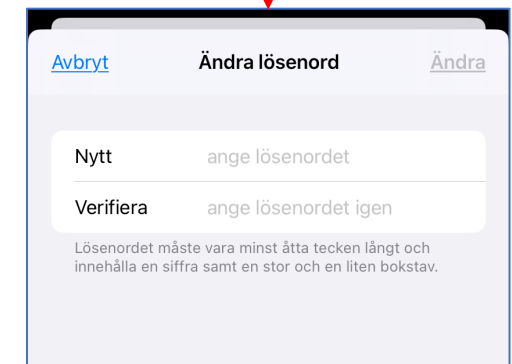 Avbryt Ändra lösenord Ändra
Nytt ange lösenordet
Verifiera ange lösenordet igen
Lösenordet måste vara minst åtta tecken långt och
innehålla en siffra samt en stor och en liten bokstav.